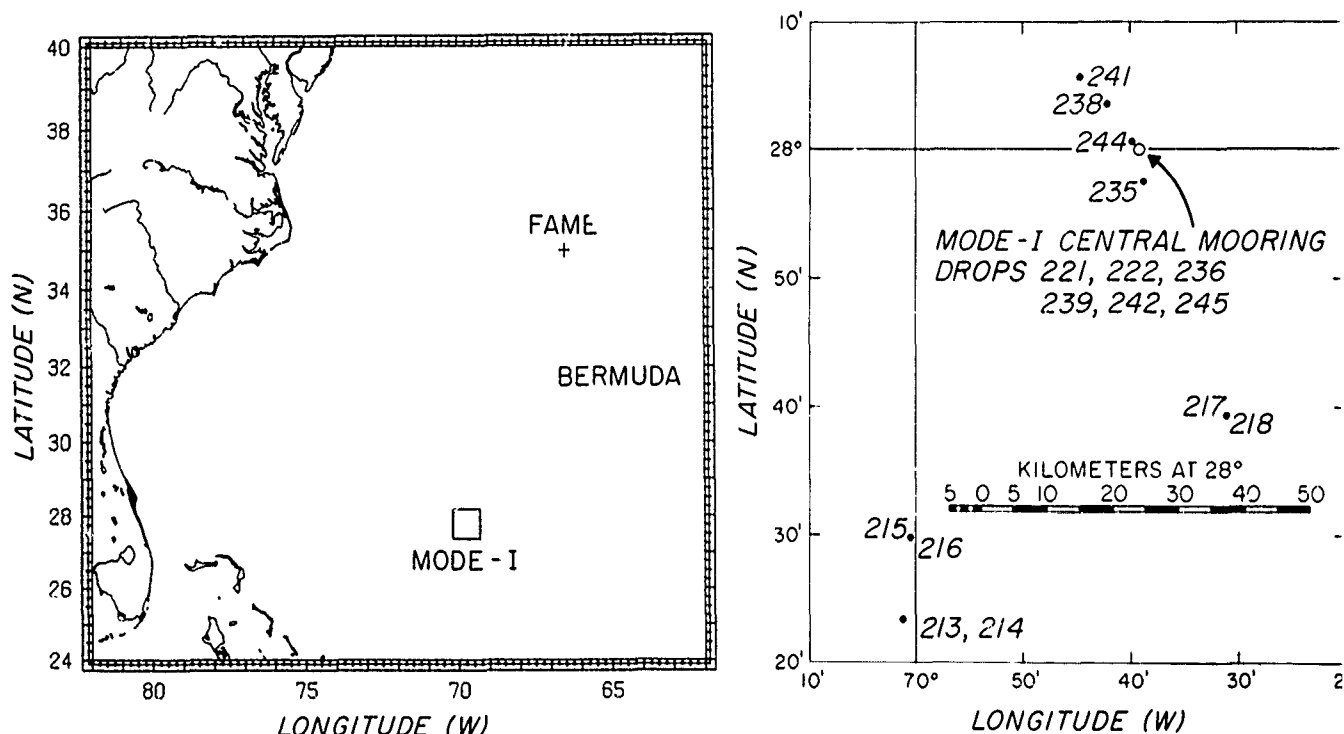 40
38
36
34
32
30
28
26
24
LATITUDE (N)
FAME
BERMUDA
MODE-I
80
75
70
65
LONGITUDE (W)
10'
28°
50'
40'
30'
20'
LATITUDE (N)
241
238
244
235
MODE-I CENTRAL MOORING
DROPS 221, 222, 236
239, 242, 245
217
218
KILOMETERS AT 28°
5 0 5 10 20 30 40 50
215
216
213, 214
10'
70°
50'
40'
30'
2
LONGITUDE (W)